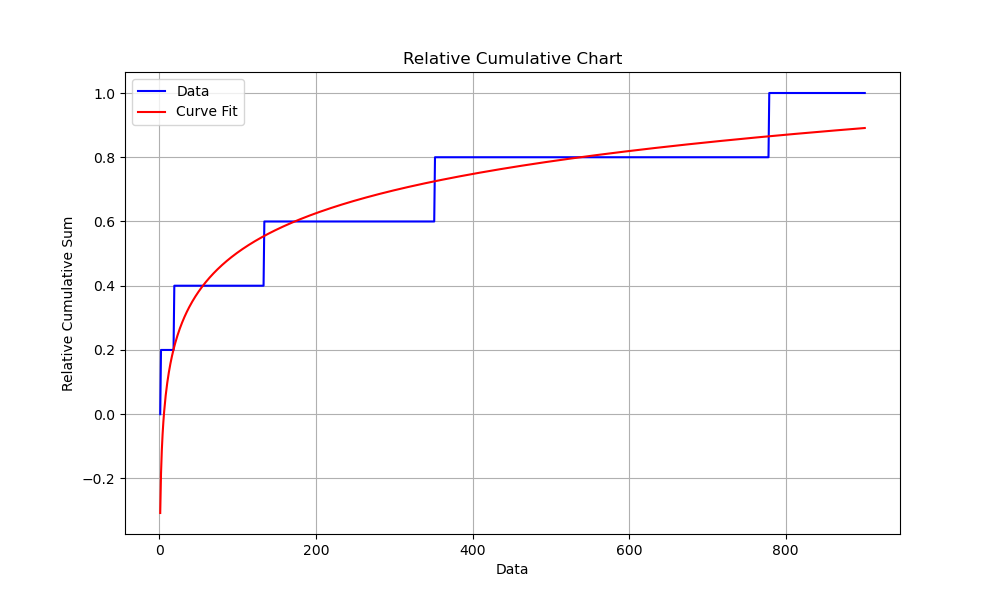 Relative Cumulative Chart
Data
Curve Fit
1.0
0.8
0.6
0.4
0.2
0.0
−0.2
Relative Cumulative Sum
0 200 400 600 800
Data